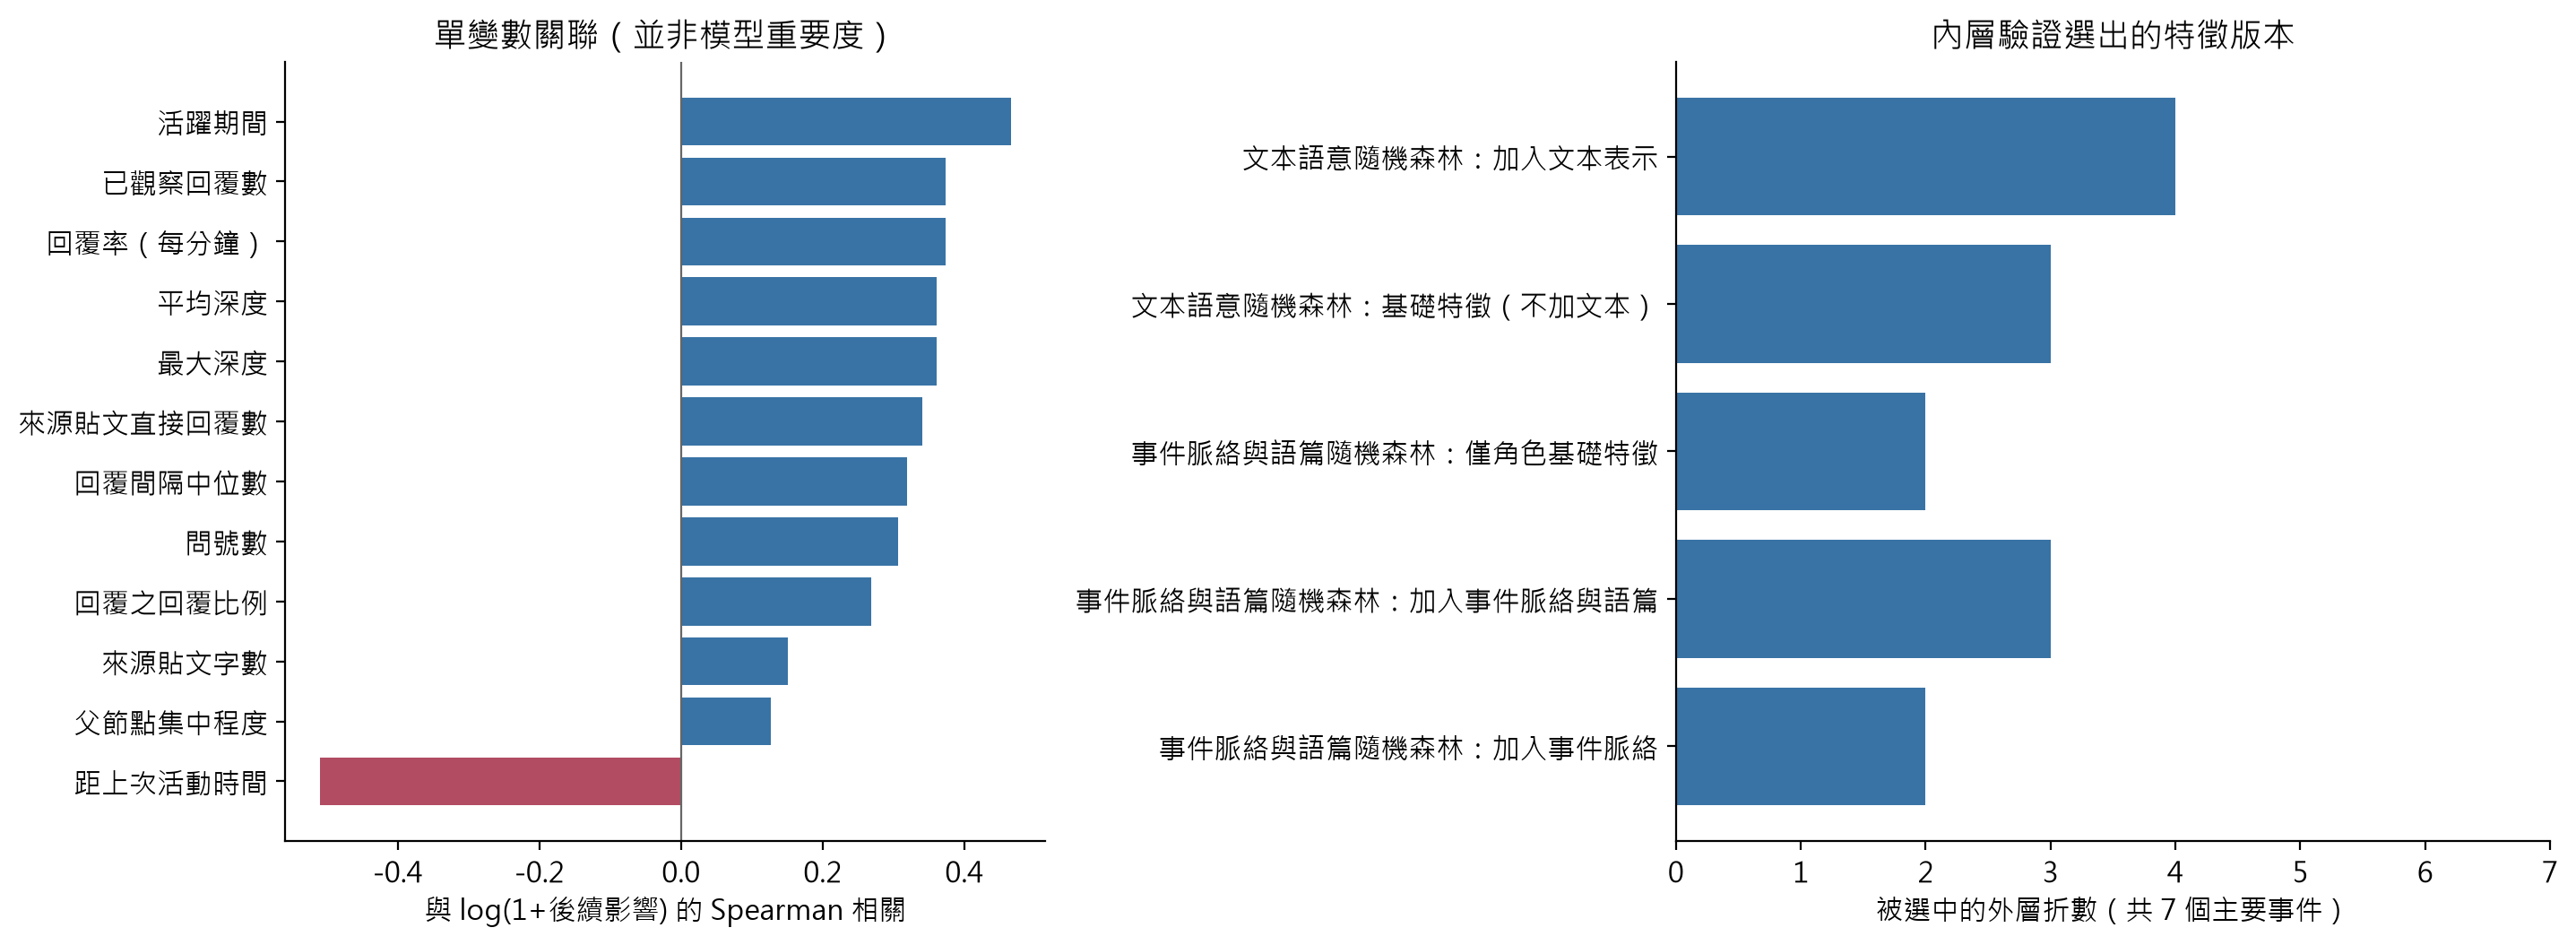 單變數關聯（並非模型重要度）
活躍期間
已觀察回覆數
回覆率（每分鐘）
平均深度
最大深度
來源貼文直接回覆數
回覆間隔中位數
問號數
回覆之回覆比例
來源貼文字數
父節點集中程度
距上次活動時間
-0.4 -0.2 0.0 0.2 0.4
與 log(1+後續影響) 的 Spearman 相關
內層驗證選出的特徵版本
文本語意隨機森林：加入文本表示
文本語意隨機森林：基礎特徵（不加文本）
事件脈絡與語篇隨機森林：僅角色基礎特徵
事件脈絡與語篇隨機森林：加入事件脈絡與語篇
事件脈絡與語篇隨機森林：加入事件脈絡
0 1 2 3 4 5 6 7
被選中的外層折數（共 7 個主要事件）